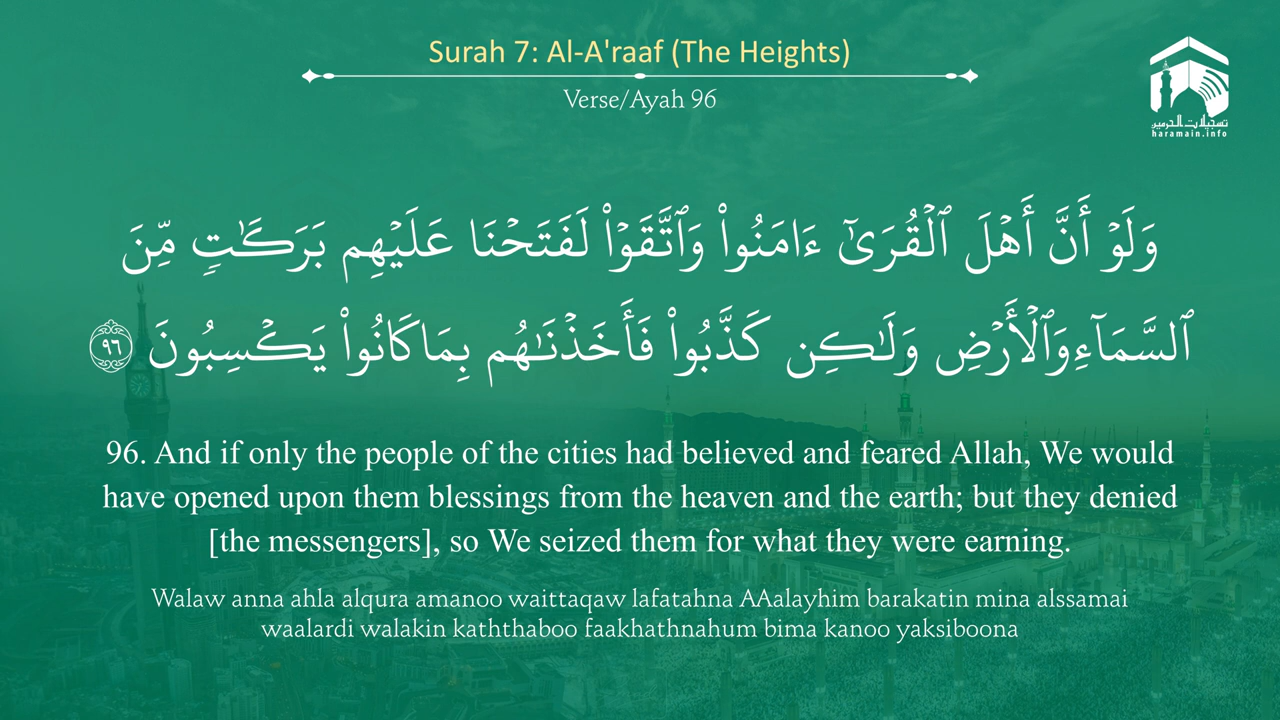 Surah 7: Al-A'raaf (The Heights)
Verse/Ayah 96
تسجيلات الحرمين
haramain.info
وَلَوۡ أَنَّ أَهۡلَ ٱلۡقُرَىٰٓ ءَامَنُواْ وَٱتَّقَوۡاْ لَفَتَحۡنَا عَلَيۡهِم بَرَكَٰتٖ مِّنَ
ٱلسَّمَآءِ وَٱلۡأَرۡضِ وَلَٰكِن كَذَّبُواْ فَأَخَذۡنَٰهُم بِمَا كَانُواْ يَكۡسِبُونَ ٩٦
96. And if only the people of the cities had believed and feared Allah, We would
have opened upon them blessings from the heaven and the earth; but they denied
[the messengers], so We seized them for what they were earning.
Walaw anna ahla alqura amanoo waittaqaw lafatahna AAalayhim barakatin mina alssamai
waalardi walakin kaththaboo faakhathnahum bima kanoo yaksiboona